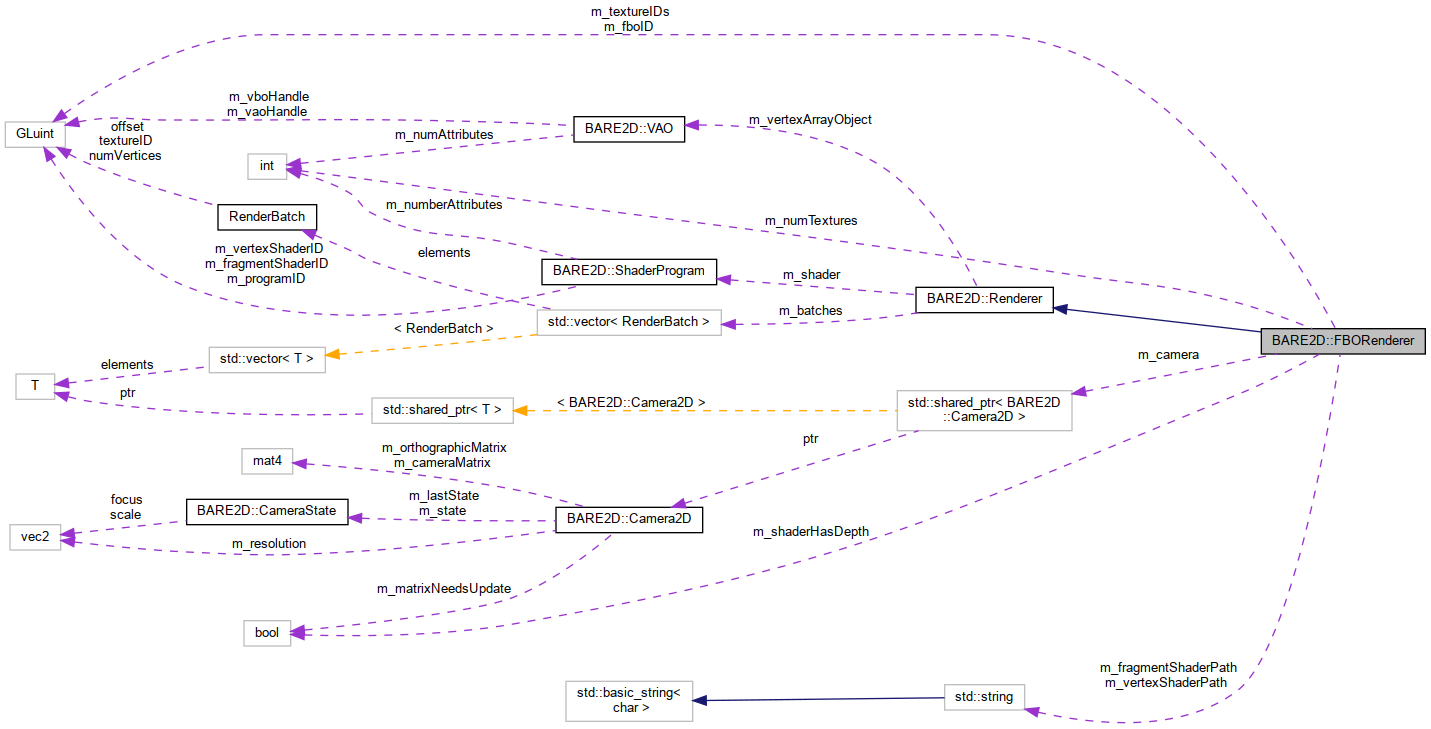 m_textureIDs
m_fboID
m_vboHandle
m_vaoHandle
GLuint
offset
textureID
numVertices
m_numAttributes
BARE2D::VAO
m_vertexArrayObject
int
m_numberAttributes
RenderBatch
m_numTextures
m_vertexShaderID
m_fragmentShaderID
m_programID
elements
BARE2D::ShaderProgram
m_shader
BARE2D::Renderer
std::vector< RenderBatch >
m_batches
< RenderBatch >
BARE2D::FBORenderer
std::vector< T >
elements
m_camera
T
ptr
std::shared_ptr< T >
< BARE2D::Camera2D >
std::shared_ptr< BARE2D
::Camera2D >
ptr
mat4
m_orthographicMatrix
m_cameraMatrix
focus
scale
BARE2D::CameraState
m_lastState
m_state
BARE2D::Camera2D
vec2
m_resolution
m_shaderHasDepth
m_matrixNeedsUpdate
bool
m_fragmentShaderPath
m_vertexShaderPath
std::basic_string<
char >
std::string